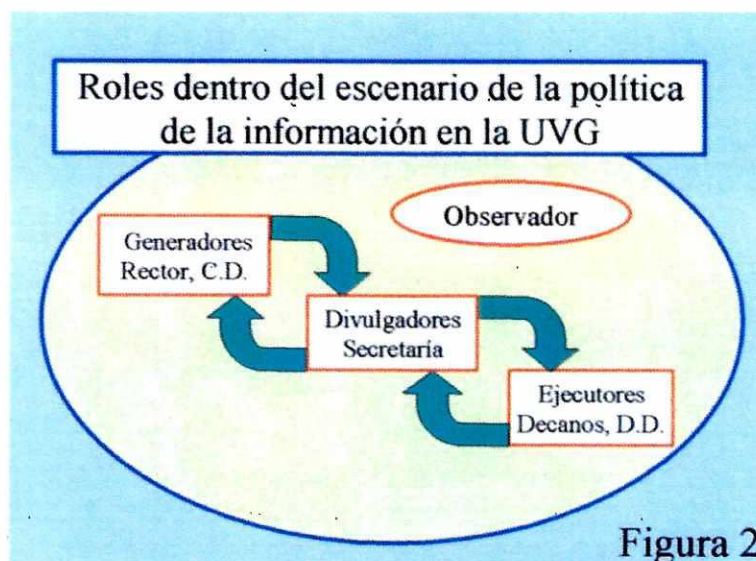 Roles dentro del escenario de la política
de la información en la UVG
Observador
Generadores
Rector, C.D.
Divulgadores
Secretaría
Ejecutores
Decanos, D.D.
Figura 2